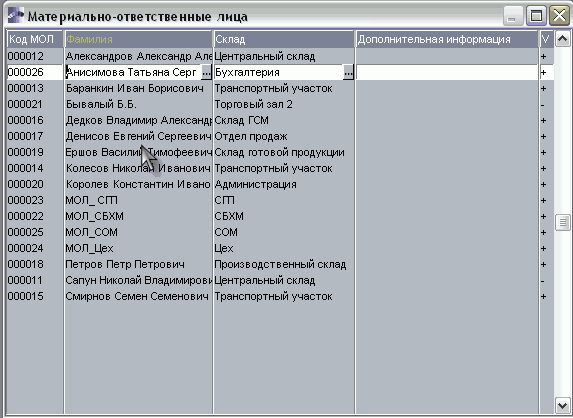 Материально-ответственные лица
Код МОЛ Фамилия Склад Дополнительная информация V
000012 Александров Александр Але Центральный склад +
000026 Анисимова Татьяна Серг ... Бухгалтерия ... +
000013 Баранкин Иван Борисович Транспортный участок +
000021 Бывалый Б.Б. Торговый зал 2 -
000016 Дедков Владимир Александр Склад ГСМ +
000017 Денисов Евгений Сергеевич Отдел продаж +
000019 Ершов Василий Тимофеевич Склад готовой продукции +
000014 Колесов Николай Иванович Транспортный участок +
000020 Королев Константин Ивано Администрация +
000023 МОЛ_ СГП СГП +
000022 МОЛ_СБХМ СБХМ +
000025 МОЛ_СОМ СОМ +
000024 МОЛ_Цех Цех +
000018 Петров Петр Петрович Производственный склад +
000011 Сапун Николай Владимирови Центральный склад -
000015 Смирнов Семен Семенович Транспортный участок +